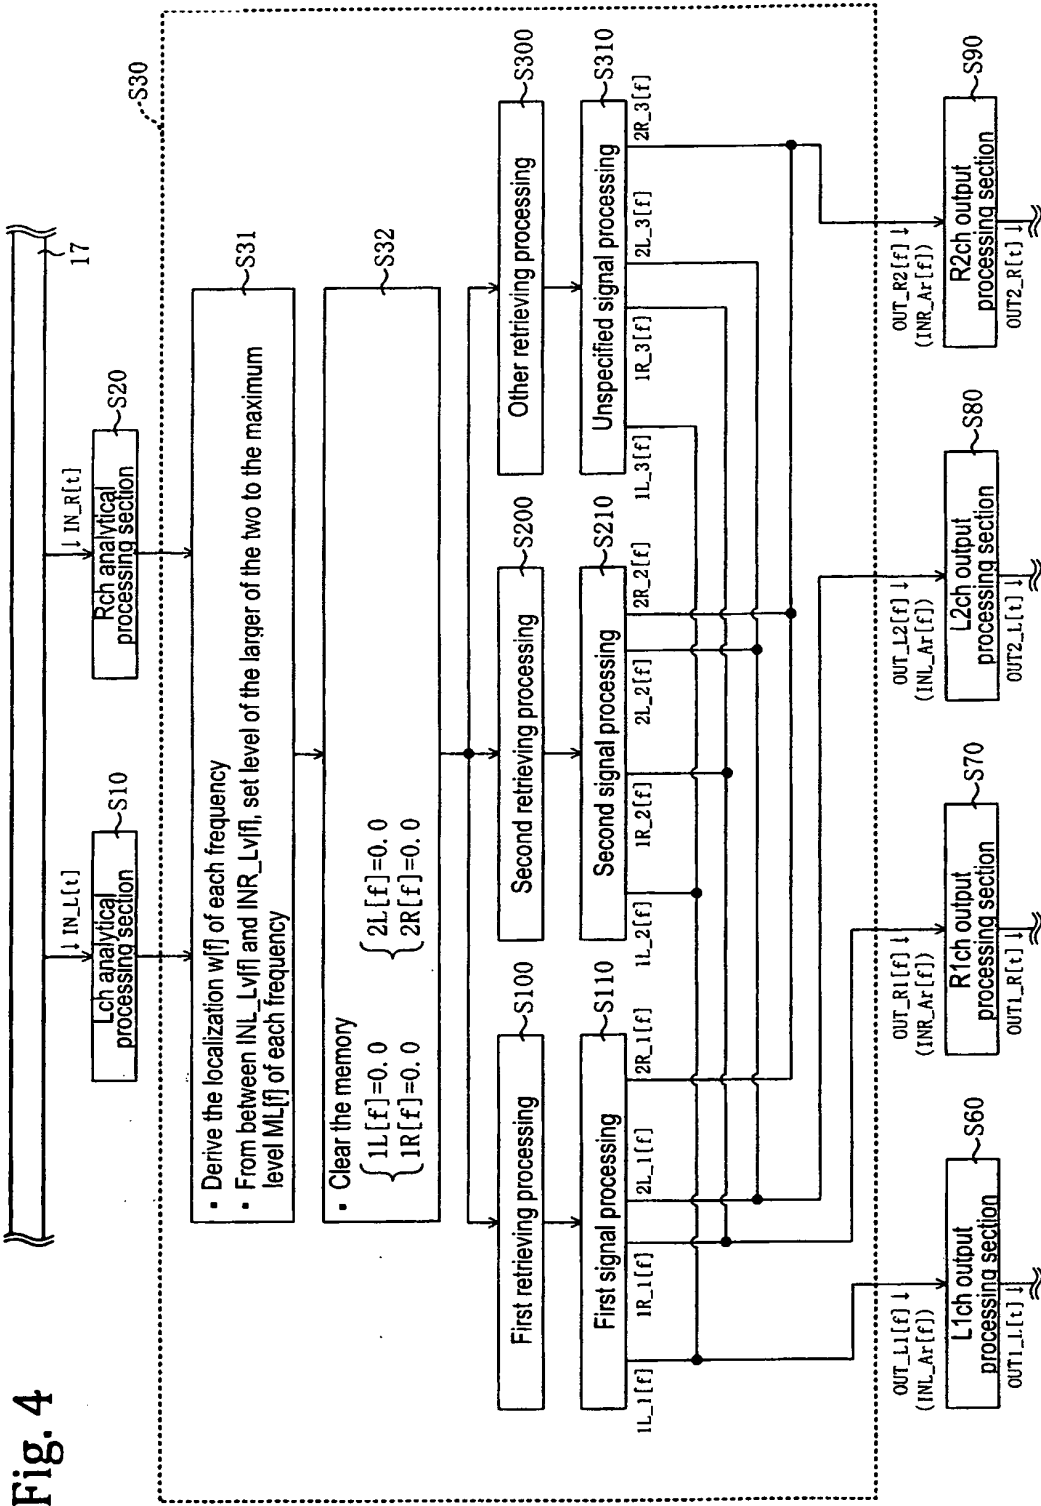 Fig. 4
17
↓ IN_L[t]
↓ IN_R[t]
Lch analytical
processing section
S10
Rch analytical
processing section
S20
S30
▪ Derive the localization w[f] of each frequency
▪ From between INL_Lv[f] and INR_Lv[f], set level of the larger of the two to the maximum
level ML[f] of each frequency
S31
▪ Clear the memory
1L[f]=0.0
1R[f]=0.0
2L[f]=0.0
2R[f]=0.0
S32
First retrieving processing
S100
Second retrieving processing
S200
Other retrieving processing
S300
First signal processing
S110
Second signal processing
S210
Unspecified signal processing
S310
1L_1[f]
1R_1[f]
2L_1[f]
2R_1[f]
1L_2[f]
1R_2[f]
2L_2[f]
2R_2[f]
1L_3[f]
1R_3[f]
2L_3[f]
2R_3[f]
OUT_L1[f] ↓
(INL_Ar[f])
OUT_R1[f] ↓
(INR_Ar[f])
OUT_L2[f] ↓
(INL_Ar[f])
OUT_R2[f] ↓
(INR_Ar[f])
L1ch output
processing section
S60
R1ch output
processing section
S70
L2ch output
processing section
S80
R2ch output
processing section
S90
OUT1_L[t] ↓
OUT1_R[t] ↓
OUT2_L[t] ↓
OUT2_R[t] ↓